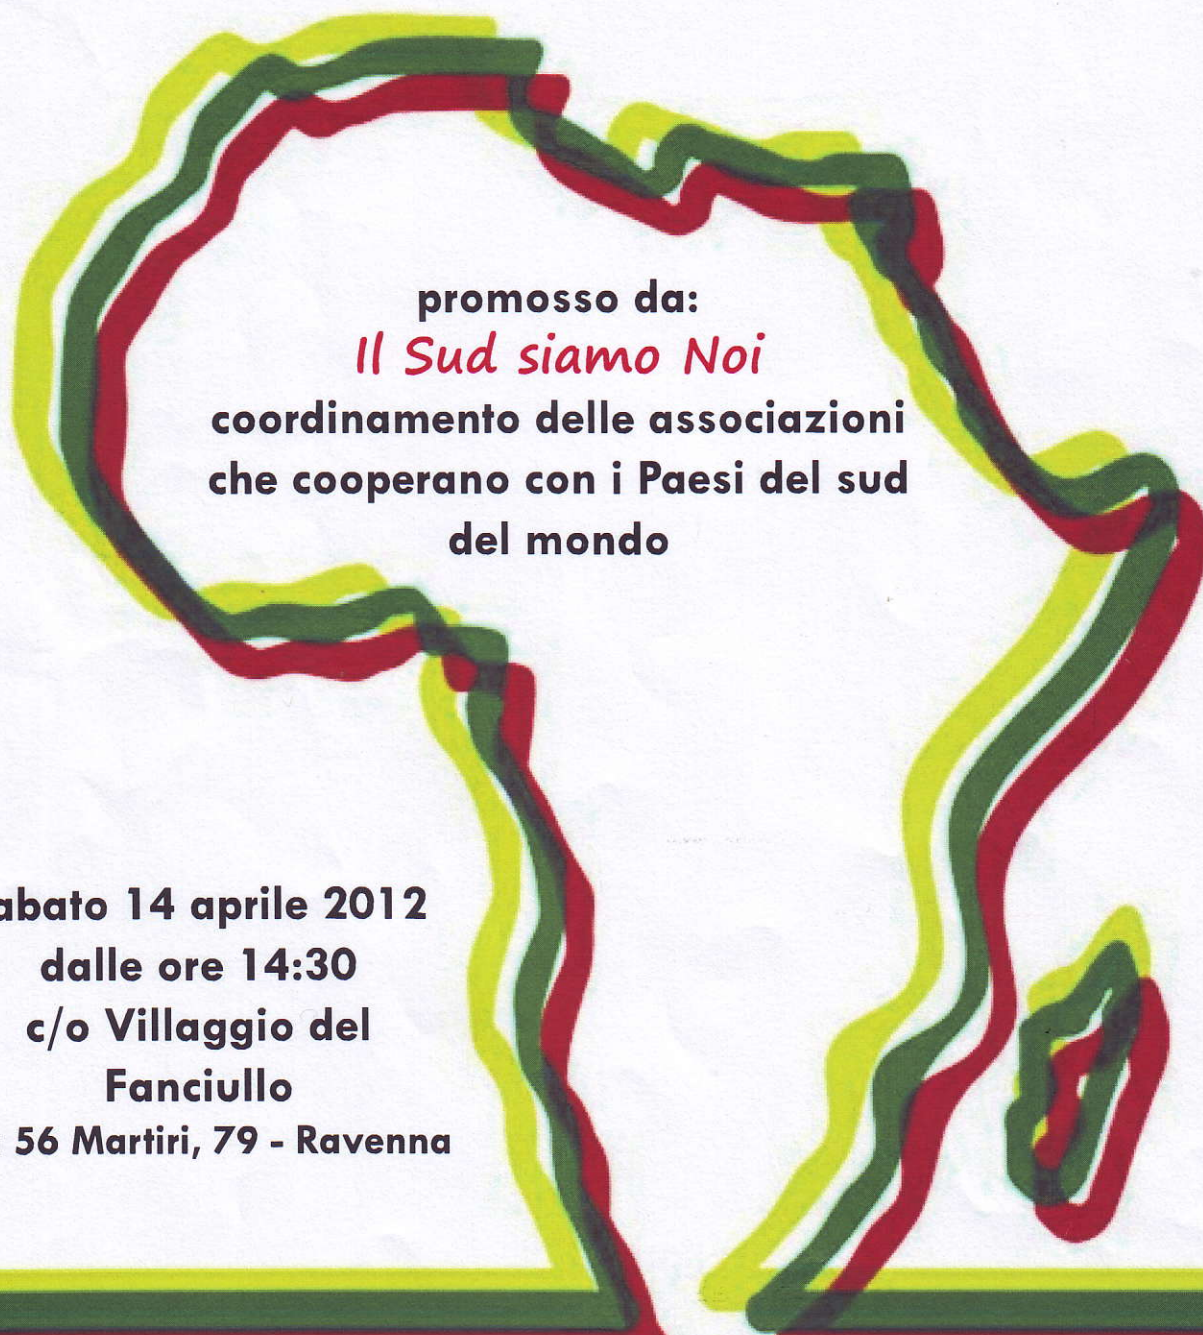 promosso da:
Il Sud siamo Noi
coordinamento delle associazioni
che cooperano con i Paesi del sud
del mondo
abato 14 aprile 2012
dalle ore 14:30
c/o Villaggio del
Fanciullo
56 Martiri, 79 - Ravenna